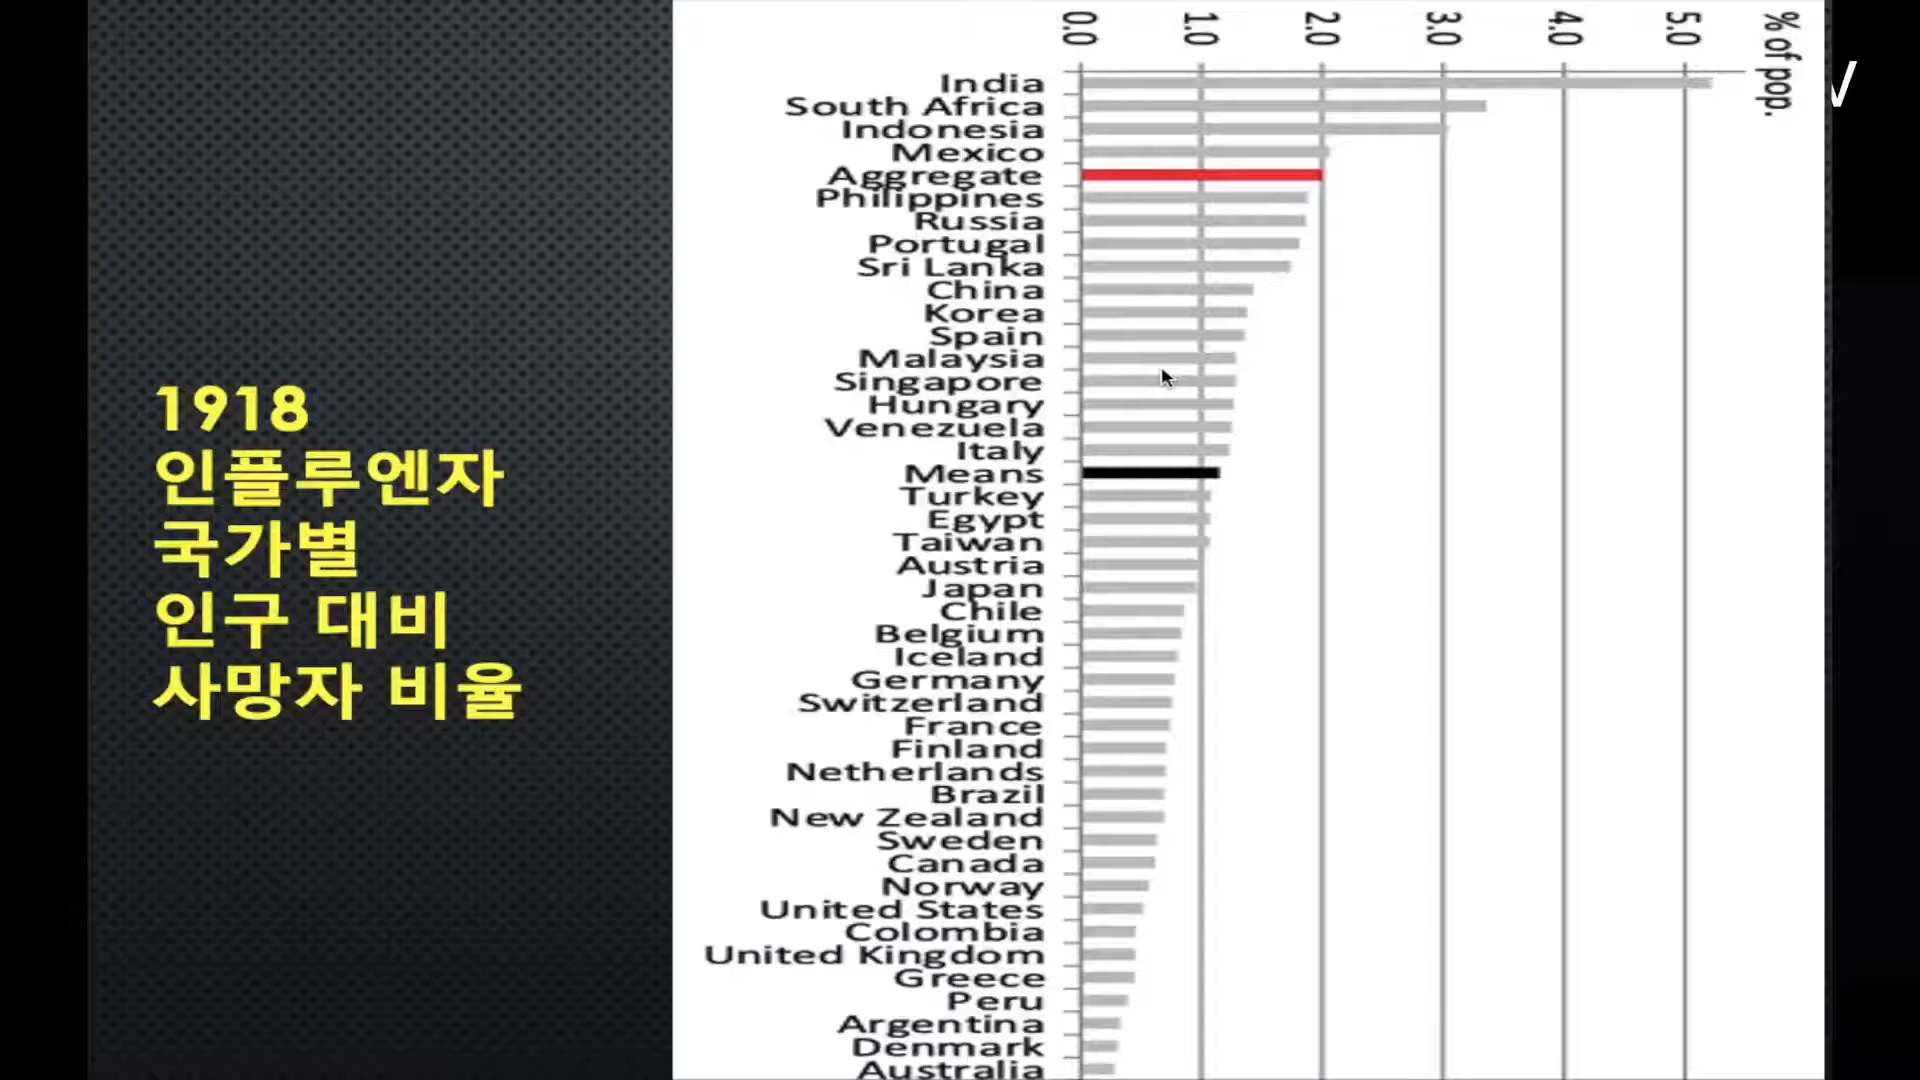 1918
인플루엔자
국가별
인구 대비
사망자 비율
0.0
1.0
2.0
3.0
4.0
5.0
% of pop.
India
South Africa
Indonesia
Mexico
Aggregate
Philippines
Russia
Portugal
Sri Lanka
China
Korea
Spain
Malaysia
Singapore
Hungary
Venezuela
Italy
Means
Turkey
Egypt
Taiwan
Austria
Japan
Chile
Belgium
Iceland
Germany
Switzerland
France
Finland
Netherlands
Brazil
New Zealand
Sweden
Canada
Norway
United States
Colombia
United Kingdom
Greece
Peru
Argentina
Denmark
Australia